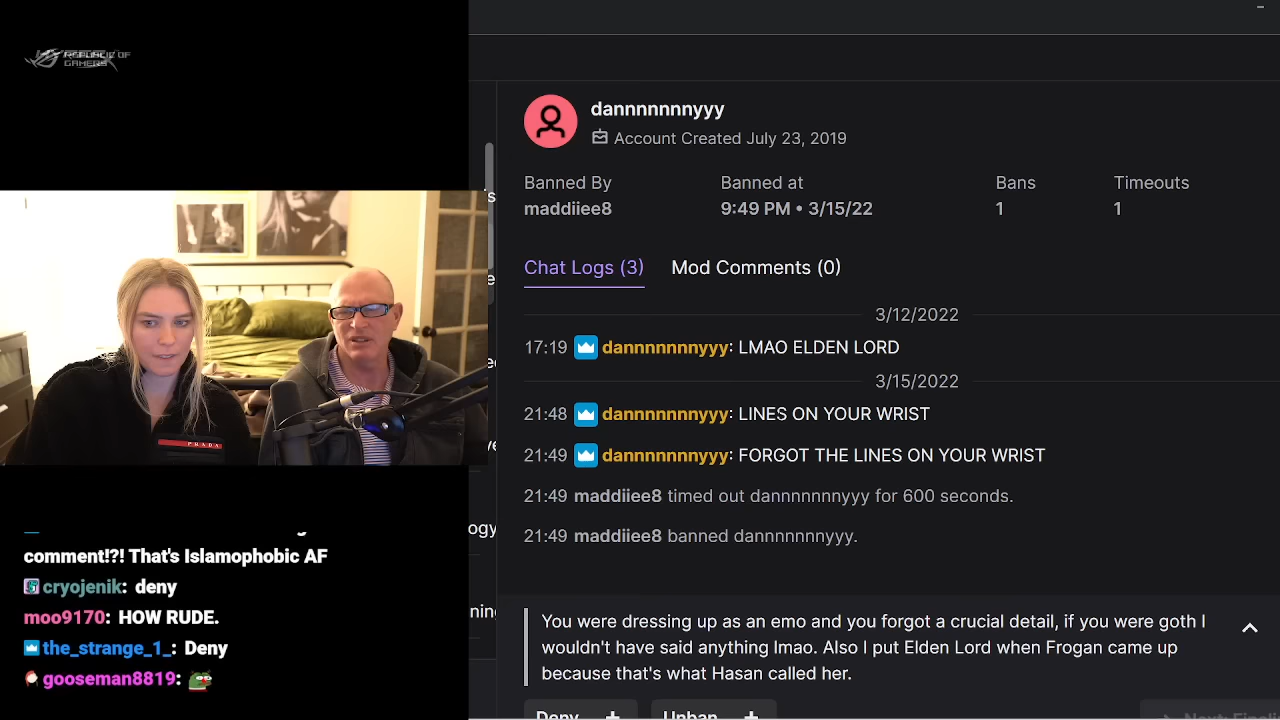 REPUBLIC OF
GAMERS
dannnnnnnyyy
Account Created July 23, 2019
Banned By
Banned at
Bans
Timeouts
maddiiee8
9:49 PM • 3/15/22
1
1
Chat Logs (3)
Mod Comments (0)
3/12/2022
17:19 dannnnnnnyyy: LMAO ELDEN LORD
3/15/2022
21:48 dannnnnnnyyy: LINES ON YOUR WRIST
21:49 dannnnnnnyyy: FORGOT THE LINES ON YOUR WRIST
21:49 maddiiee8 timed out dannnnnnnyyy for 600 seconds.
21:49 maddiiee8 banned dannnnnnnyyy.
You were dressing up as an emo and you forgot a crucial detail, if you were goth I
wouldn't have said anything lmao. Also I put Elden Lord when Frogan came up
because that's what Hasan called her.
Deny +
Unban +
PRADA
comment!?! That's Islamophobic AF
cryojenik: deny
moo9170: HOW RUDE.
the_strange_1_: Deny
gooseman8819: